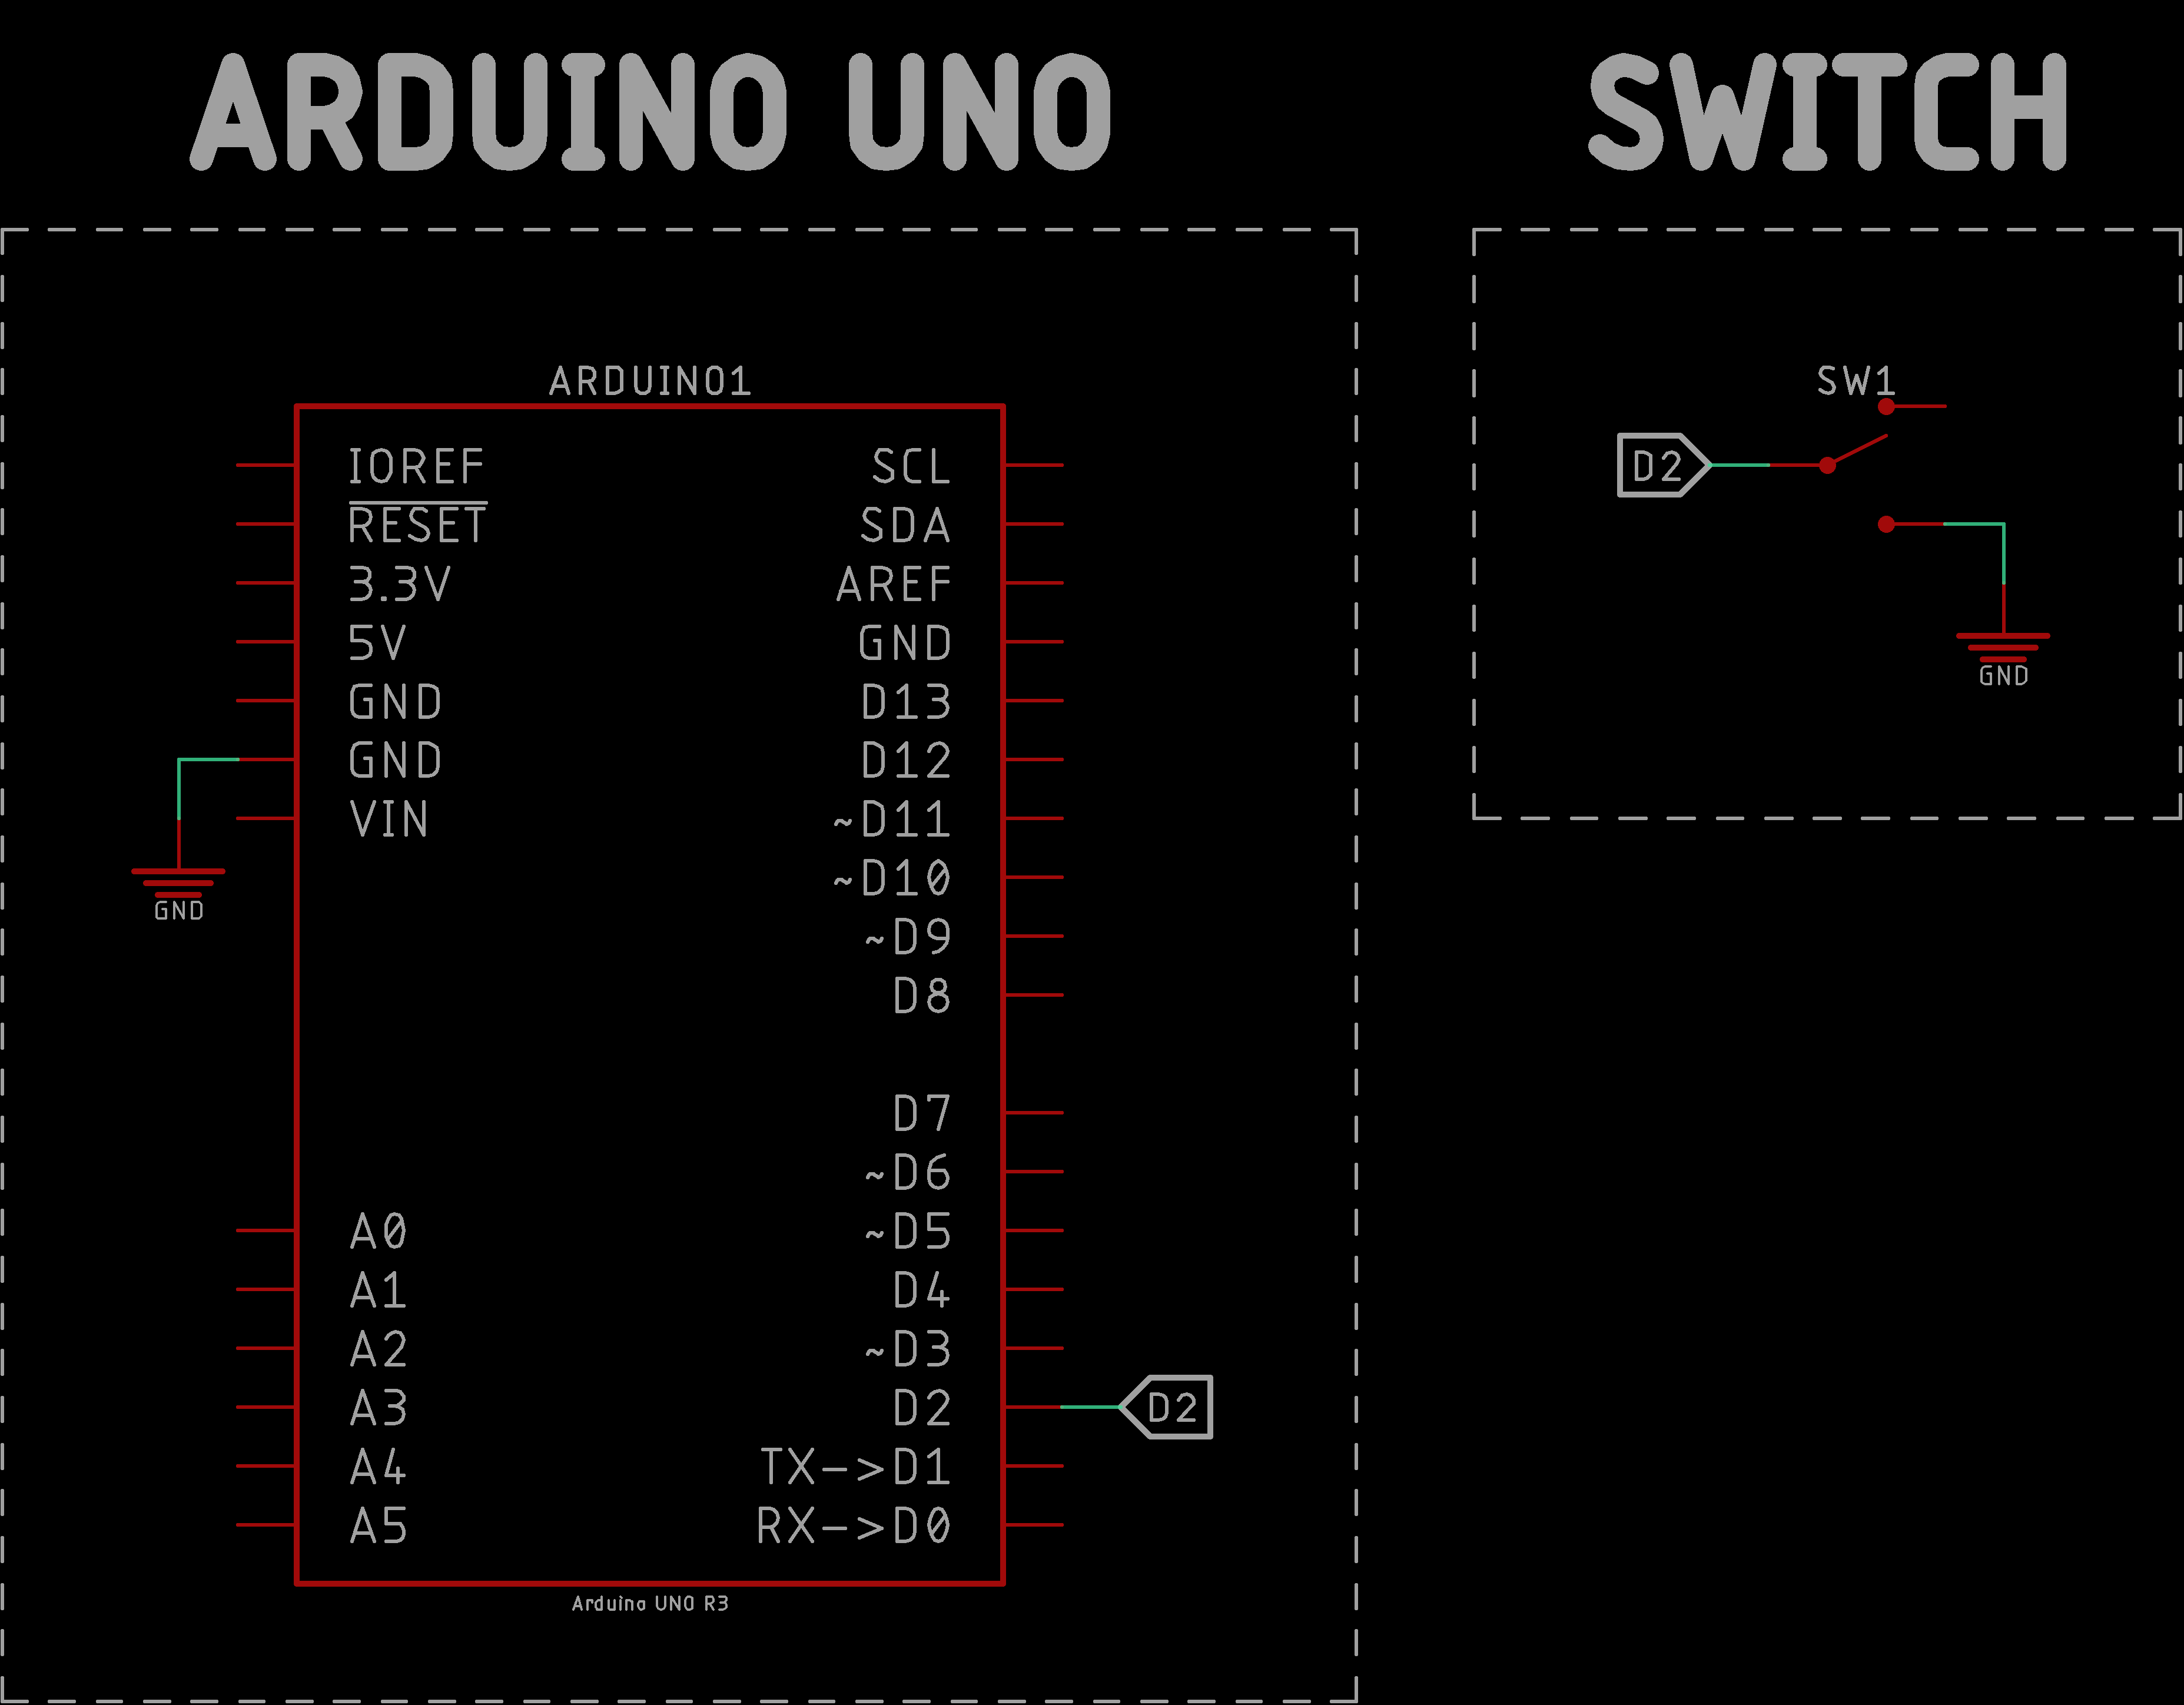 ARDUINO UNO
SWITCH
ARDUINO1
IOREF
RESET
3.3V
5V
GND
GND
VIN
GND
A0
A1
A2
A3
A4
A5
SCL
SDA
AREF
GND
D13
D12
~D11
~D10
~D9
D8
D7
~D6
~D5
D4
~D3
D2
TX->D1
RX->D0
D2
Arduino UNO R3
SW1
D2
GND